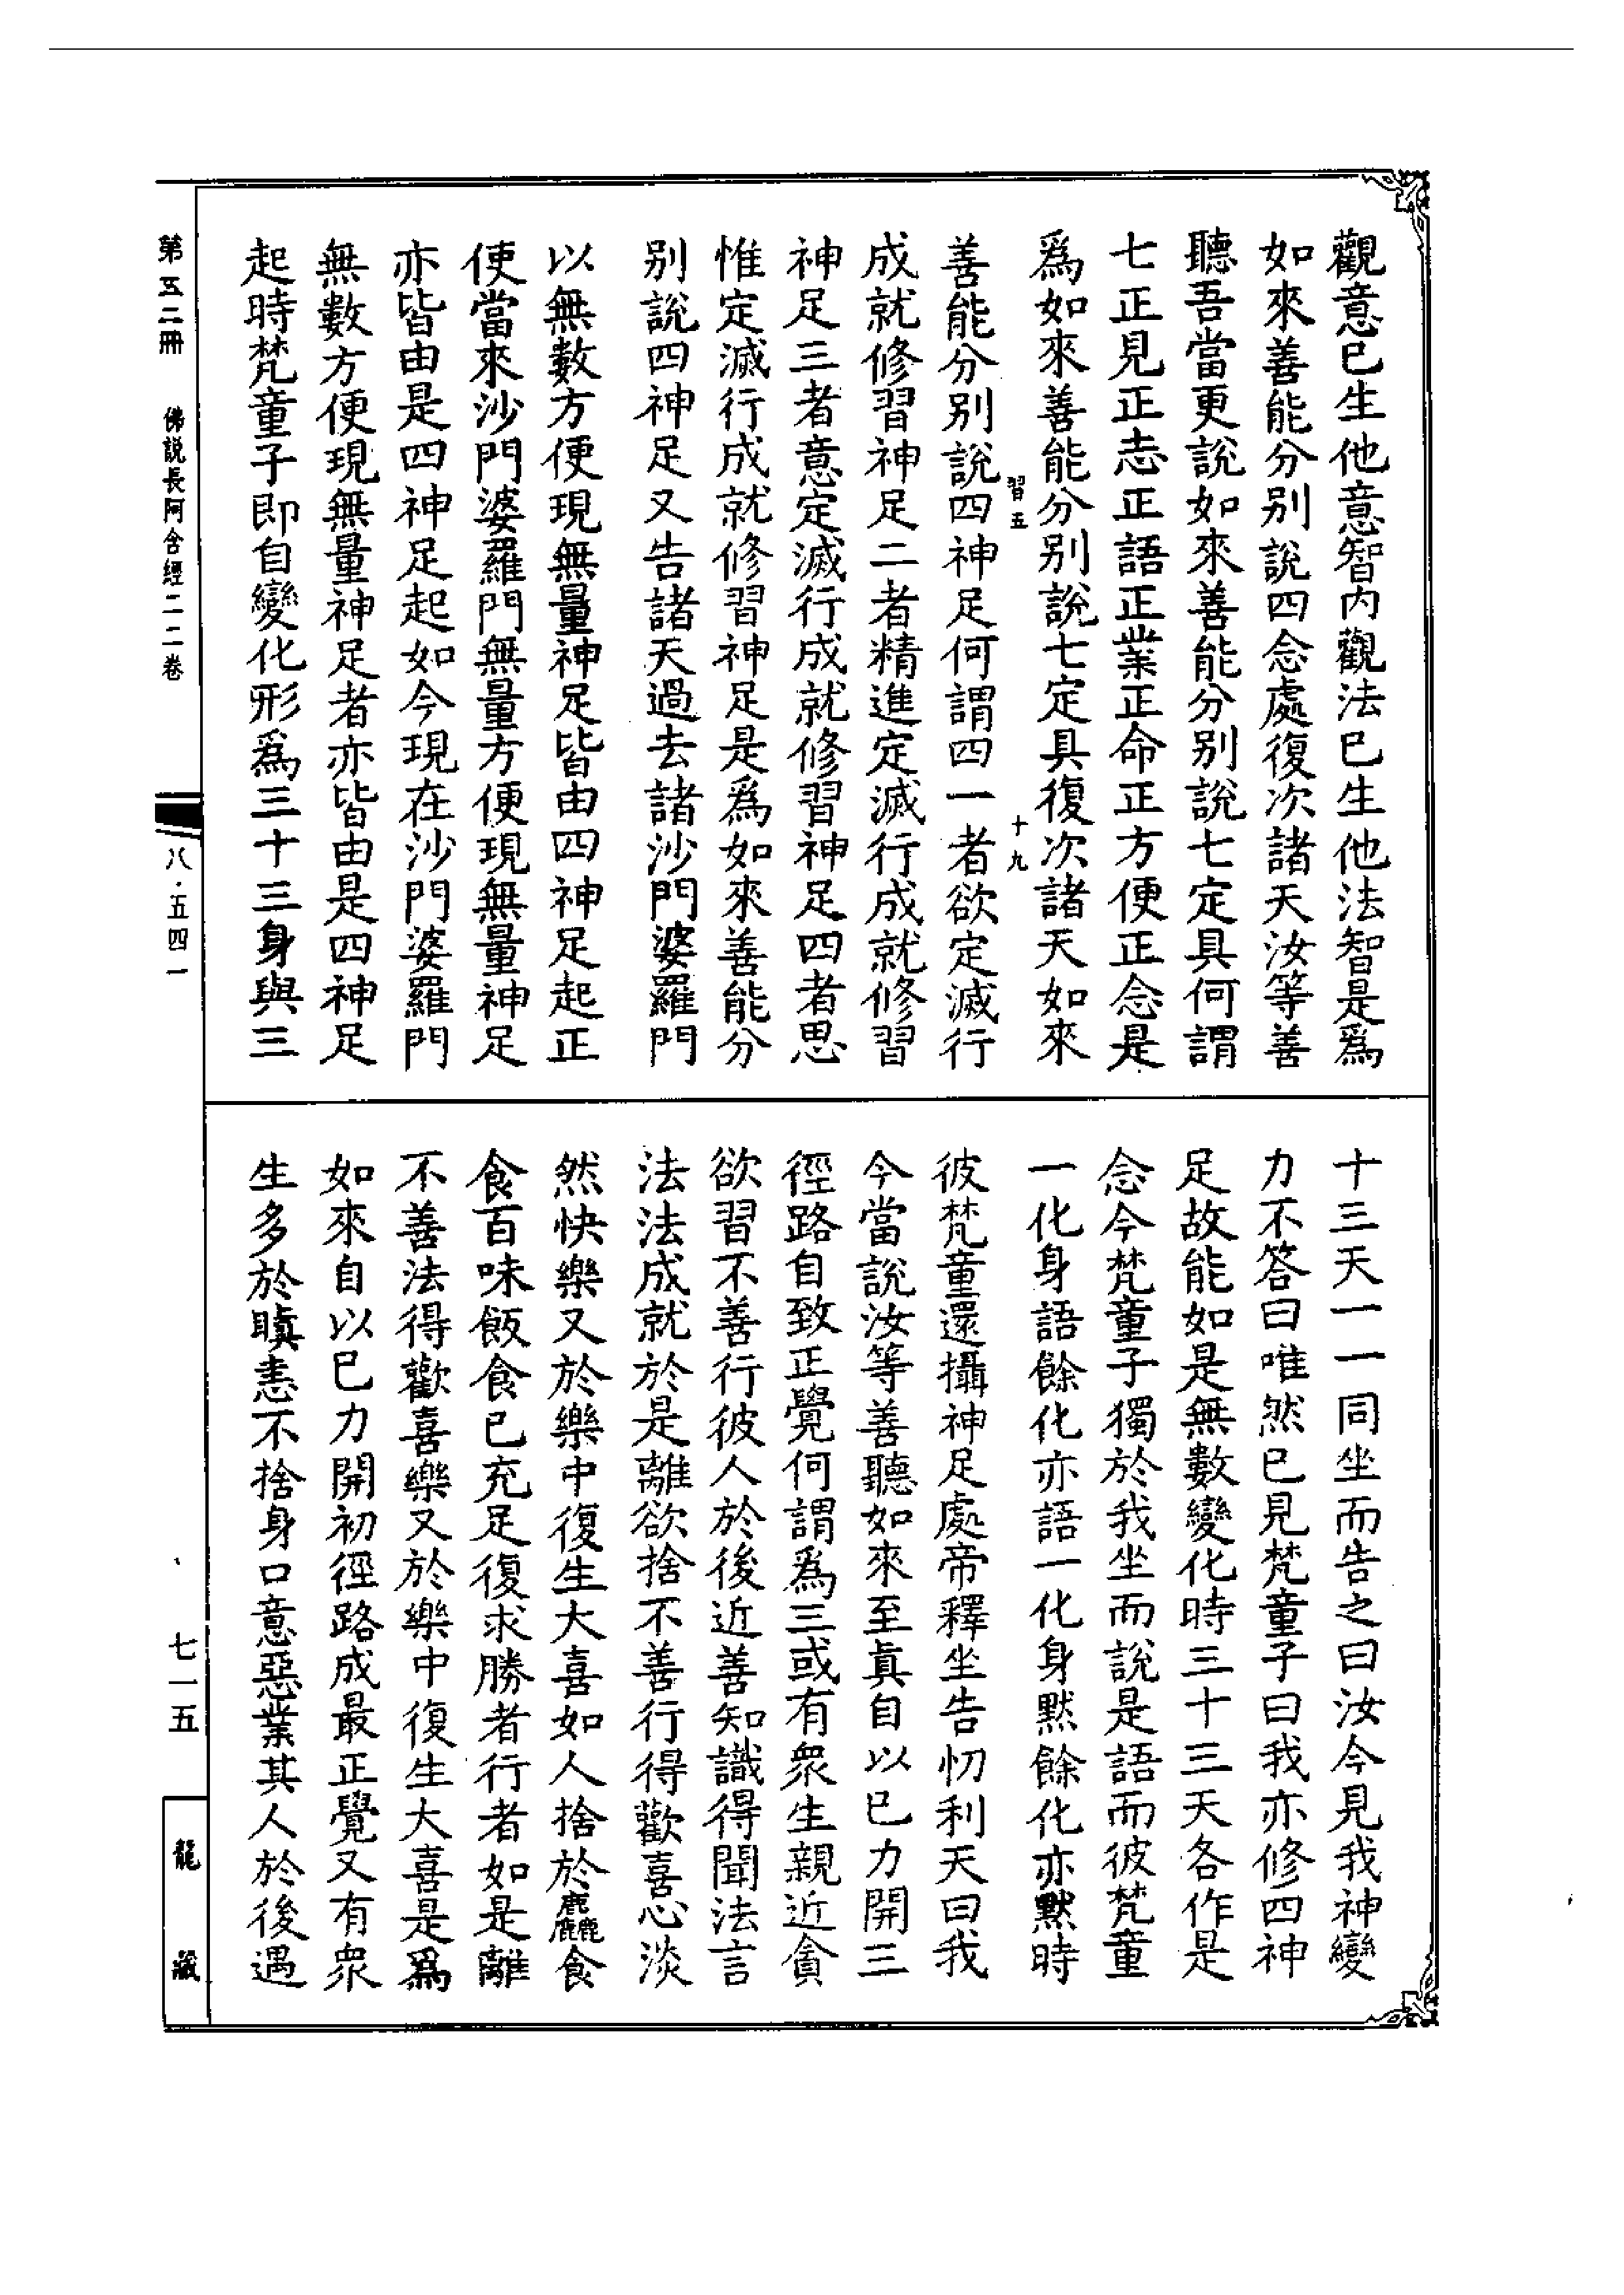 觀意已生他意智内觀法已生他法智是爲
如來善能分别說四念處復次諸天汝等善
聽吾當更說如來善能分别說七定具何謂
七正見正志正語正業正命正方便正念是
爲如來善能分别說七定具復次諸天如來
習五　十九
善能分别說四神足何謂四一者欲定滅行
成就修習神足二者精進定滅行成就修習
神足三者意定滅行成就修習神足四者思
惟定滅行成就修習神足是爲如來善能分
别說四神足又告諸天過去諸沙門婆羅門
以無數方便現無量神足皆由四神足起正
使當來沙門婆羅門無量方便現無量神足
亦皆由是四神足起如今現在沙門婆羅門
無數方便現無量神足者亦皆由是四神足
起時梵童子即自變化形爲三十三身與三
十三天一一同坐而告之曰汝今見我神變
力不答曰唯然已見梵童子曰我亦修四神
足故能如是無數變化時三十三天各作是
念今梵童子獨於我坐而說是語而彼梵童
一化身語餘化亦語一化身默餘化亦默時
彼梵童還攝神足處帝釋坐告忉利天曰我
今當說汝等善聽如來至真自以已力開三
徑路自致正覺何謂爲三或有衆生親近貪
欲習不善行彼人於後近善知識得聞法言
法法成就於是離欲捨不善行得歡喜心淡
然快樂又於樂中復生大喜如人捨於麤食
食百味飯食已充足復求勝者行者如是離
不善法得歡喜樂又於樂中復生大喜是爲
如來自以已力開初徑路成最正覺又有衆
生多於瞋恚不捨身口意惡業其人於後遇
第五二冊　佛説長阿含經二二卷
八·五四一
七一五
龍藏